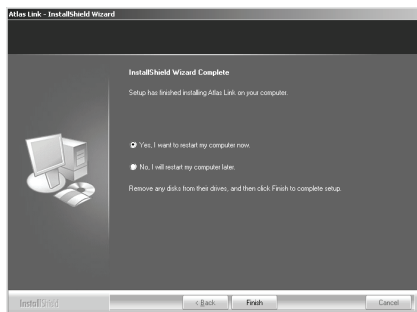 Atlas Link - InstallShield Wizard
InstallShield Wizard Complete
Setup has finished installing Atlas Link on your computer.
Yes, I want to restart my computer now.
No, I will restart my computer later.
Remove any disks from their drives, and then click Finish to complete setup.
InstallShield
< Back
Finish
Cancel